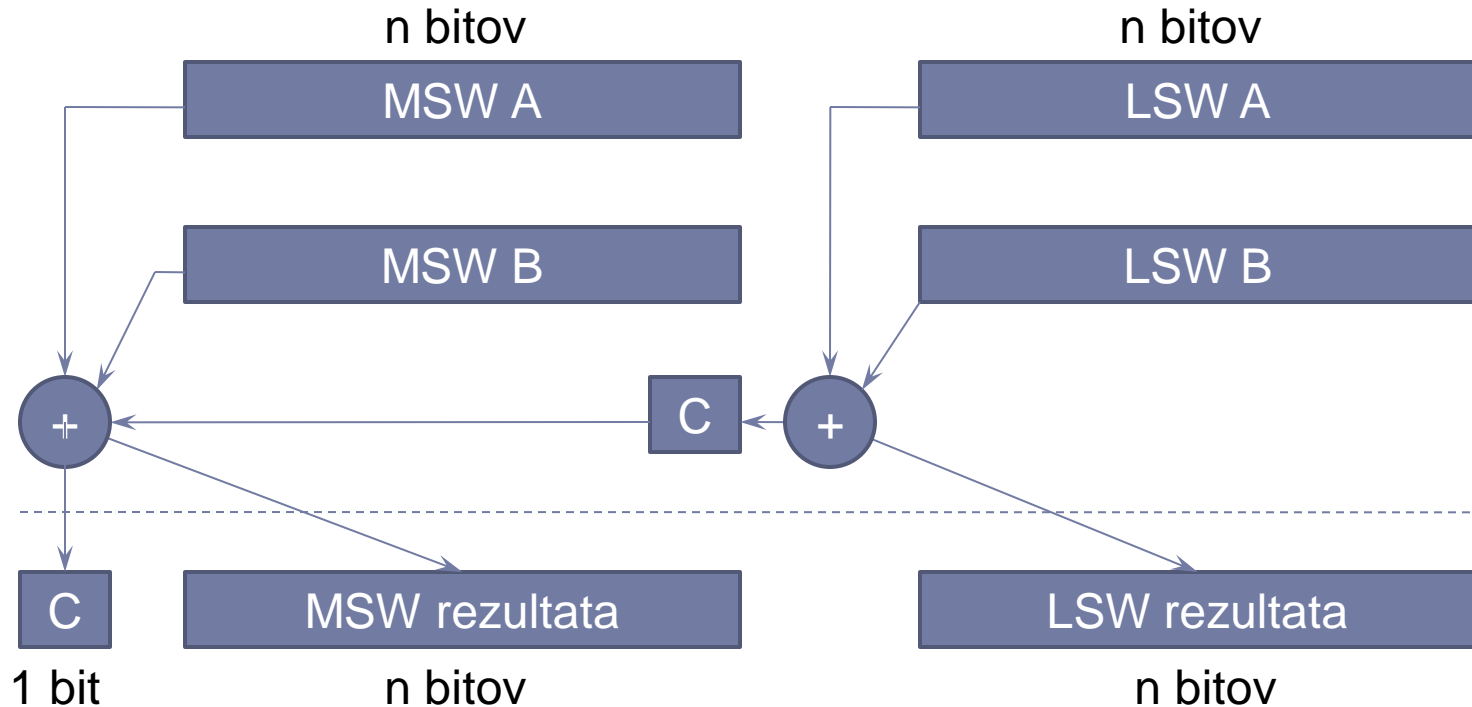 n bitov n bitov
MSW A LSW A
MSW B LSW B
+ C +
C MSW rezultata LSW rezultata
1 bit n bitov n bitov